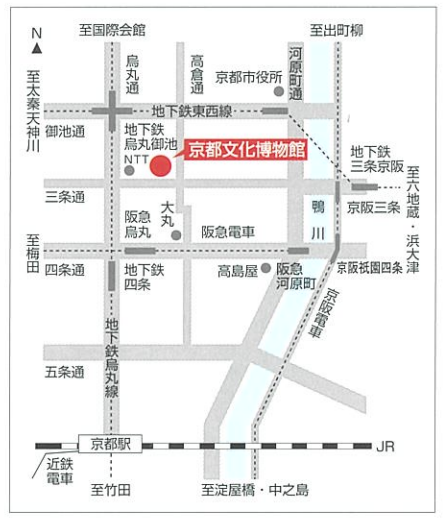 N
至国際会館
至出町柳
烏丸通
高倉通
河原町通
京都市役所
至太秦天神川
地下鉄東西線
御池通
地下鉄
烏丸御池
京都文化博物館
NTT
地下鉄
三条京阪
三条通
京阪三条
至六地蔵・浜大津
大丸
鴨川
阪急
烏丸
阪急電車
至梅田
四条通
地下鉄
四条
高島屋
阪急
河原町
京阪祇園四条
京阪電車
地下鉄烏丸線
五条通
京都駅
JR
近鉄
電車
至竹田
至淀屋橋・中之島